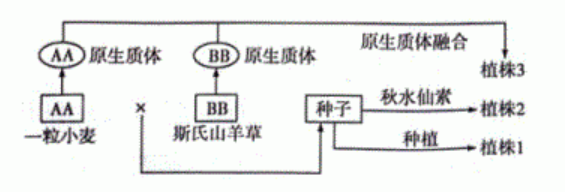 AA 原生质体 BB 原生质体 原生质体融合
植株3
AA × BB 种子 秋水仙素 植株2
一粒小麦 斯氏山羊草 种植 植株1